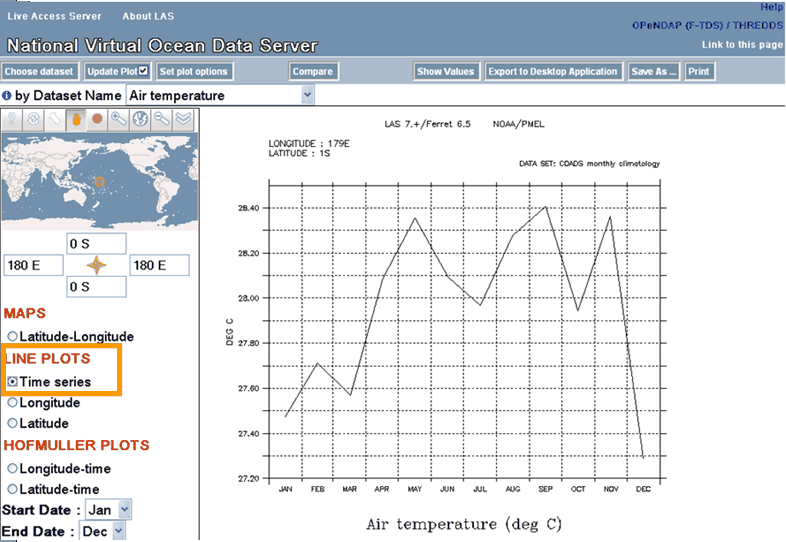 Live Access Server About LAS
Help
OPeNDAP (F-TDS) / THREDDS
National Virtual Ocean Data Server
Link to this page
Choose dataset Update Plot Set plot options Compare Show Values Export to Desktop Application Save As ... Print
by Dataset Name Air temperature
0 S
180 E 180 E
0 S
MAPS
Latitude-Longitude
LINE PLOTS
Time series
Longitude
Latitude
HOFMULLER PLOTS
Longitude-time
Latitude-time
Start Date : Jan
End Date : Dec
LAS 7.+/Ferret 6.5 NOAA/PMEL
LONGITUDE : 179E
LATITUDE : 1S
DATA SET: COADS monthly climatology
28.40
28.20
28.00
27.80
27.60
27.40
27.20
DEG C
JAN FEB MAR APR MAY JUN JUL AUG SEP OCT NOV DEC
Air temperature (deg C)